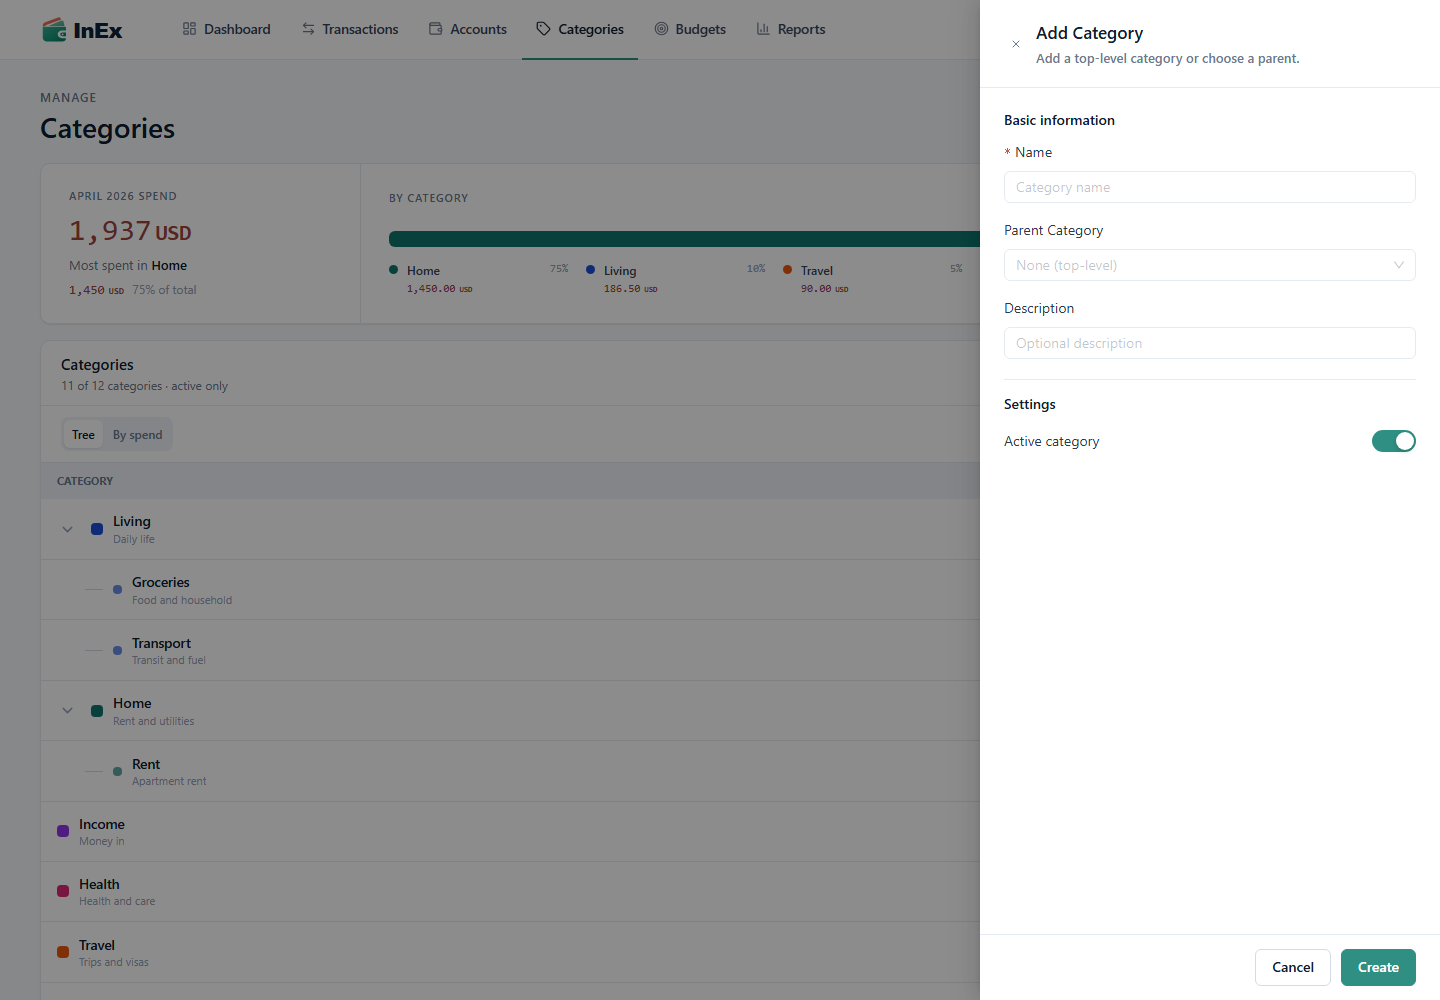 InEx
Dashboard
Transactions
Accounts
Categories
Budgets
Reports
MANAGE
Categories
APRIL 2026 SPEND
1,937 USD
Most spent in Home
1,450 USD 75% of total
BY CATEGORY
Home 75%
1,450.00 USD
Living 10%
186.50 USD
Travel 5%
90.00 USD
Categories
11 of 12 categories · active only
Tree
By spend
CATEGORY
Living
Daily life
Groceries
Food and household
Transport
Transit and fuel
Home
Rent and utilities
Rent
Apartment rent
Income
Money in
Health
Health and care
Travel
Trips and visas
Add Category
Add a top-level category or choose a parent.
Basic information
* Name
Category name
Parent Category
None (top-level)
Description
Optional description
Settings
Active category
Cancel
Create